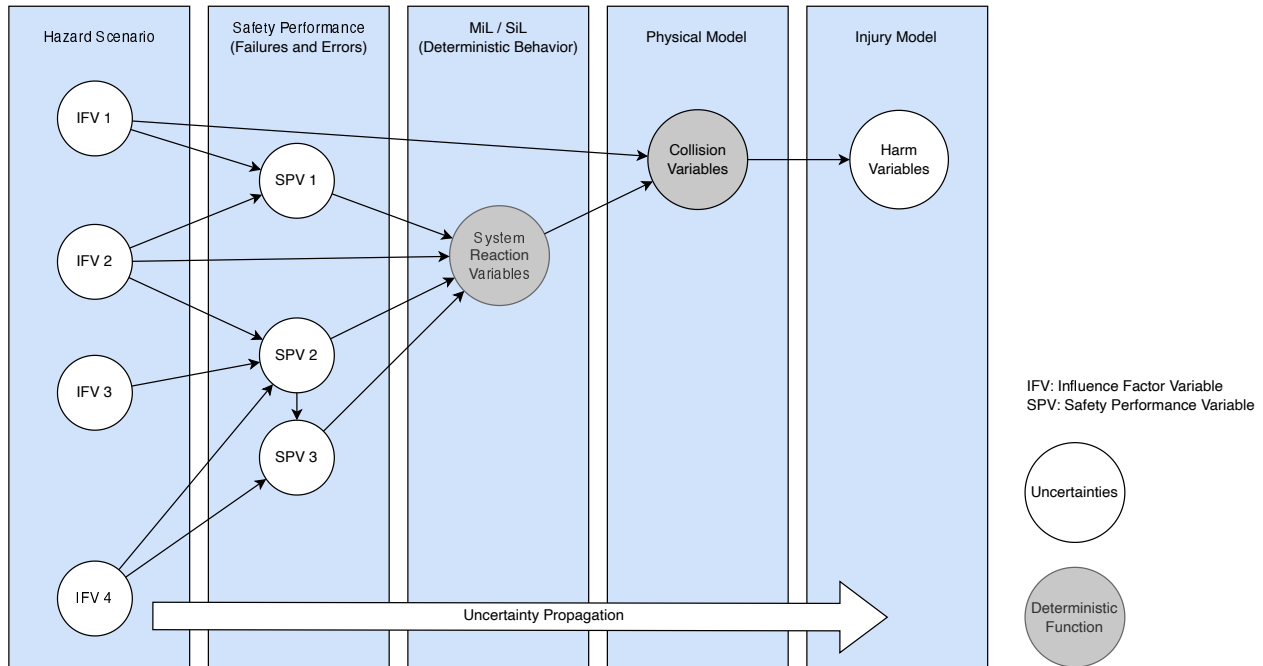 Hazard Scenario
Safety Performance
(Failures and Errors)
MiL / SiL
(Deterministic Behavior)
Physical Model
Injury Model
IFV 1
SPV 1
Collision
Variables
Harm
Variables
IFV 2
System
Reaction
Variables
SPV 2
IFV 3
IFV: Influence Factor Variable
SPV: Safety Performance Variable
SPV 3
Uncertainties
IFV 4
Uncertainty Propagation
Deterministic
Function